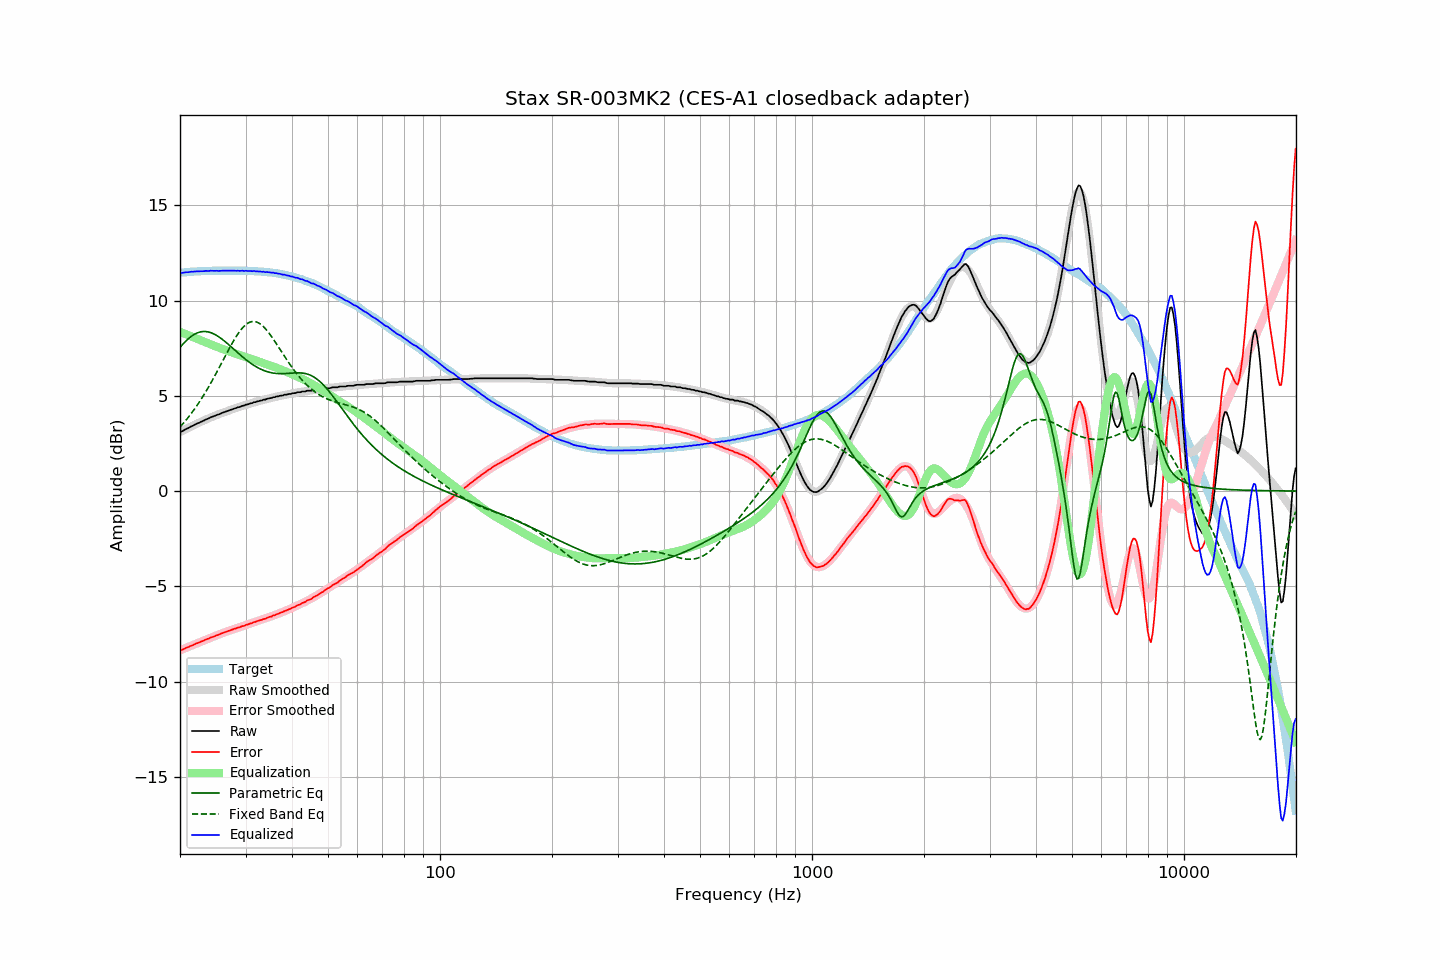 Stax SR-003MK2 (CES-A1 closedback adapter)
Amplitude (dBr)
15
10
5
0
−5
−10
−15
Target
Raw Smoothed
Error Smoothed
Raw
Error
Equalization
Parametric Eq
Fixed Band Eq
Equalized
100
1000
10000
Frequency (Hz)